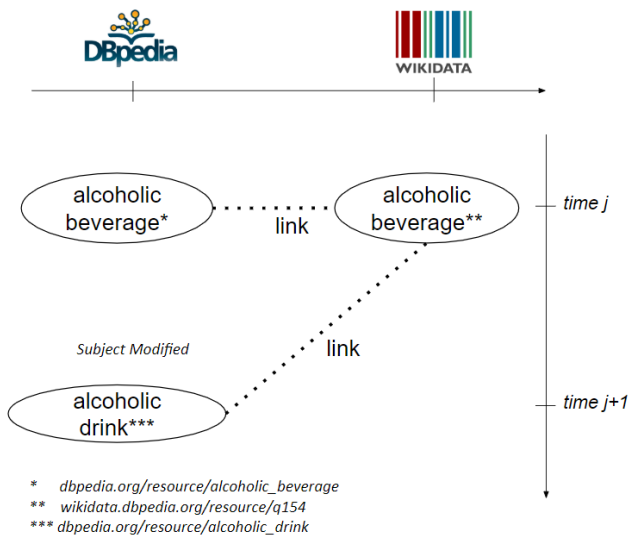 DBpedia
WIKIDATA
alcoholic
beverage*
link
alcoholic
beverage**
time j
Subject Modified
link
alcoholic
drink***
time j+1
* dbpedia.org/resource/alcoholic_beverage
** wikidata.dbpedia.org/resource/q154
*** dbpedia.org/resource/alcoholic_drink